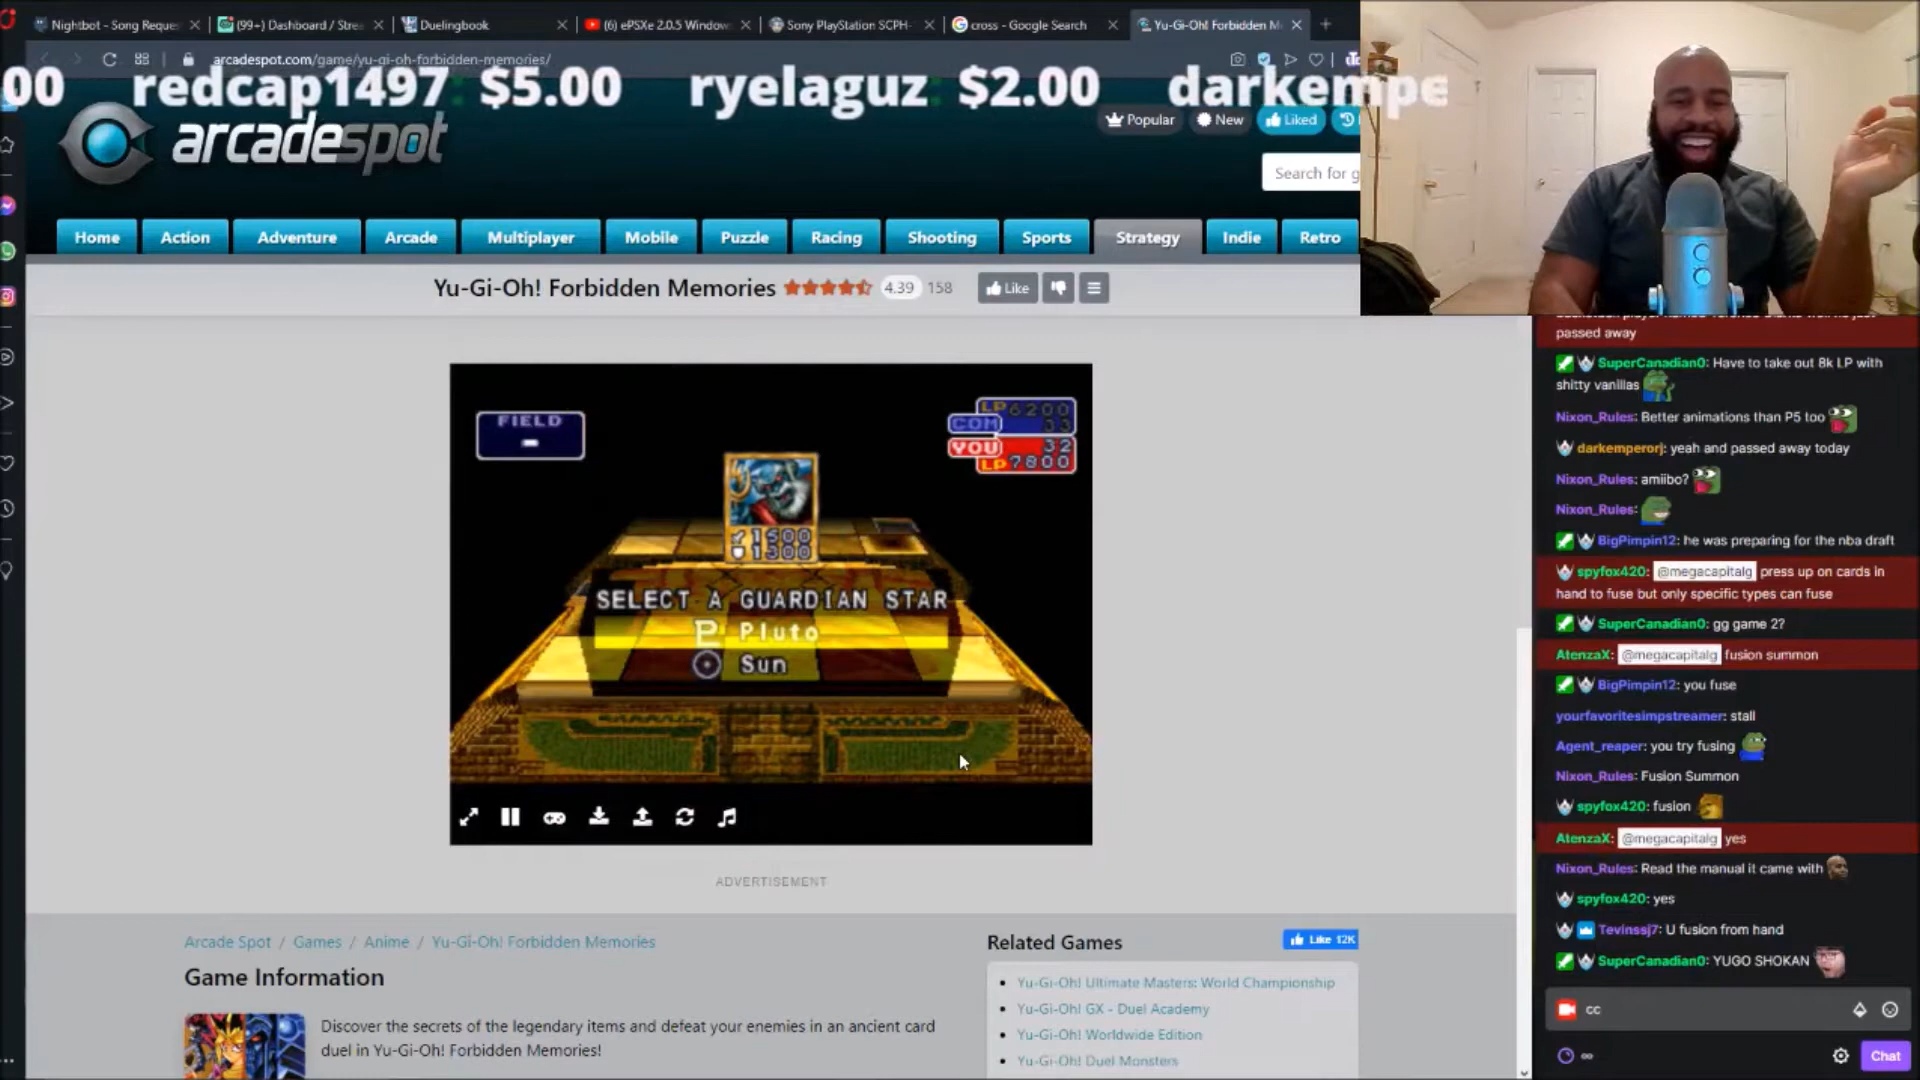 Nightbot - Song Reque
(99+) Dashboard / Stre
Duelingbook
(6) ePSXe 2.0.5 Window
Sony PlayStation SCPH-
cross - Google Search
Yu-Gi-Oh! Forbidden M
arcadespot.com/game/yu-gi-oh-forbidden-memories/
00 redcap1497: $5.00 ryelaguz: $2.00 darkempe
arcadespot
Popular
New
Liked
Search for g
Home
Action
Adventure
Arcade
Multiplayer
Mobile
Puzzle
Racing
Shooting
Sports
Strategy
Indie
Retro
Yu-Gi-Oh! Forbidden Memories
4.39
158
Like
FIELD
-
LP 6200
COM 33
YOU 32
LP 7800
1600
1300
SELECT A GUARDIAN STAR
Pluto
Sun
ADVERTISEMENT
Arcade Spot / Games / Anime / Yu-Gi-Oh! Forbidden Memories
Game Information
Discover the secrets of the legendary items and defeat your enemies in an ancient card
duel in Yu-Gi-Oh! Forbidden Memories!
Related Games
Like 12K
Yu-Gi-Oh! Ultimate Masters: World Championship
Yu-Gi-Oh! GX - Duel Academy
Yu-Gi-Oh! Worldwide Edition
Yu-Gi-Oh! Duel Monsters
passed away
SuperCanadian0: Have to take out 8k LP with
shitty vanillas
Nixon_Rules: Better animations than P5 too
darkemperorj: yeah and passed away today
Nixon_Rules: amiibo?
Nixon_Rules:
BigPimpin12: he was preparing for the nba draft
spyfox420: @megacapitalg press up on cards in
hand to fuse but only specific types can fuse
SuperCanadian0: gg game 2?
AtenzaX: @megacapitalg fusion summon
BigPimpin12: you fuse
yourfavoritesimpstreamer: stall
Agent_reaper: you try fusing
Nixon_Rules: Fusion Summon
spyfox420: fusion
AtenzaX: @megacapitalg yes
Nixon_Rules: Read the manual it came with
spyfox420: yes
Tevinssj7: U fusion from hand
SuperCanadian0: YUGO SHOKAN
cc
Chat